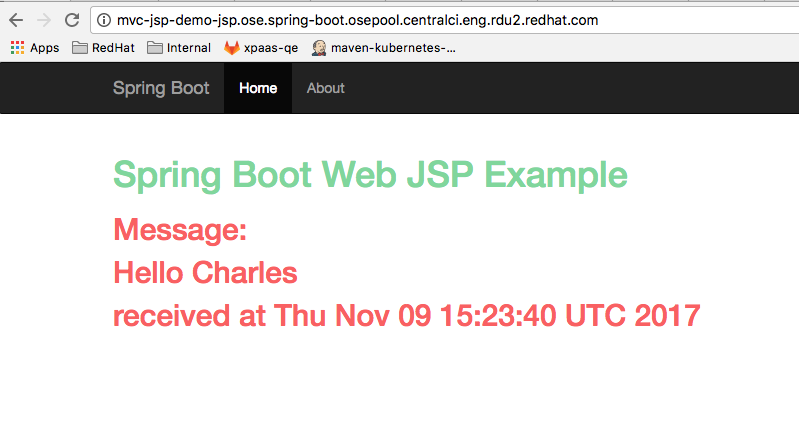 mvc-jsp-demo-jsp.ose.spring-boot.osepool.centralci.eng.rdu2.redhat.com
Apps RedHat Internal xpaas-qe maven-kubernetes-...
Spring Boot Home About
Spring Boot Web JSP Example
Message:
Hello Charles
received at Thu Nov 09 15:23:40 UTC 2017